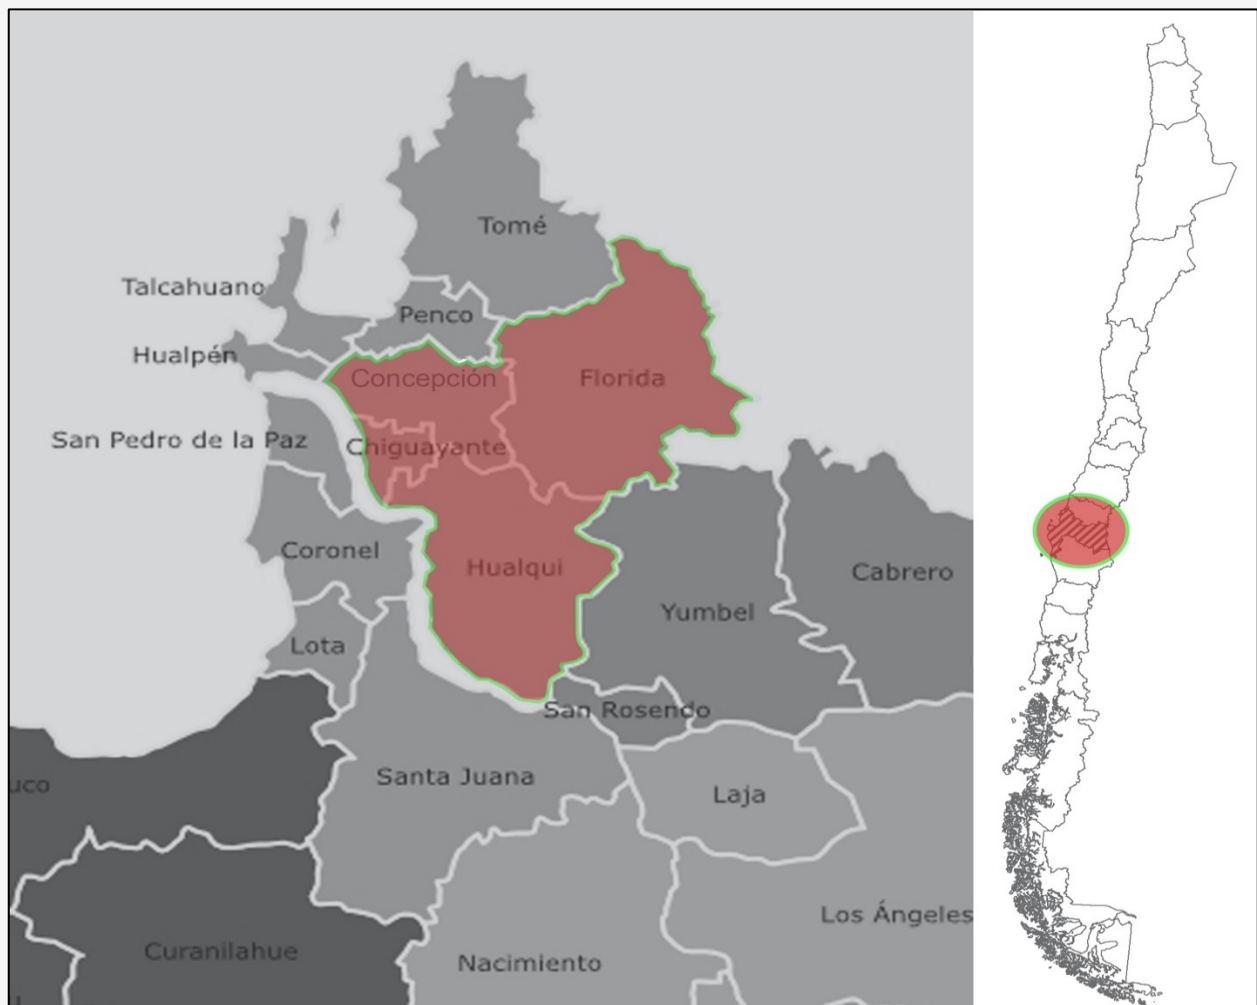 Tomé
Talcahuano
Penco
Hualpén
Concepción
Florida
San Pedro de la Paz
Chiguayante
Coronel
Hualqui
Cabrero
Yumbel
Lota
San Rosendo
Santa Juana
uco
Laja
Los Ángeles
Curanilahue
Nacimiento